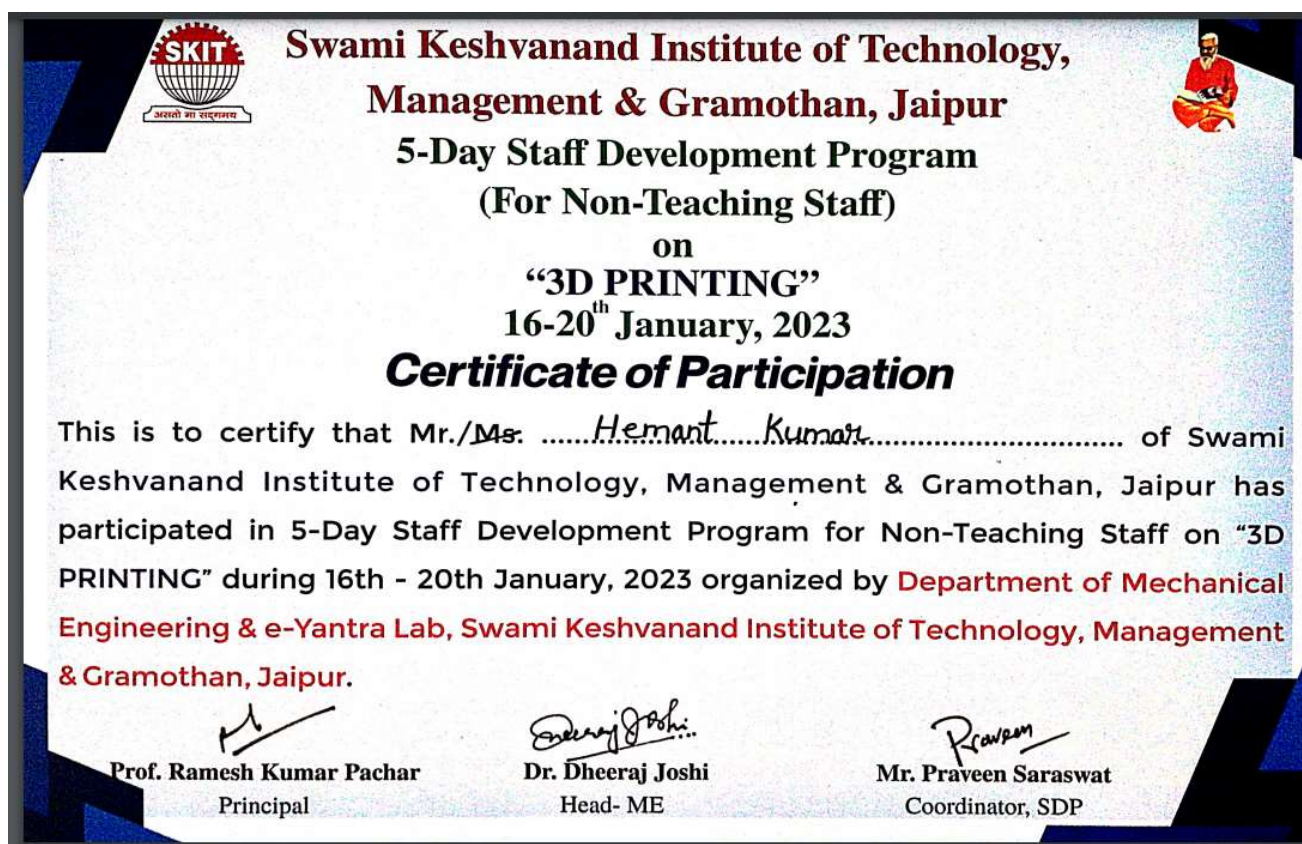 SKIT
असतो मा सद्गमय
Swami Keshvanand Institute of Technology,
Management & Gramothan, Jaipur
5-Day Staff Development Program
(For Non-Teaching Staff)
on
“3D PRINTING”
16-20th January, 2023
Certificate of Participation
This is to certify that Mr./Ms. ......Hemant......Kumar.............................. of Swami
Keshvanand Institute of Technology, Management & Gramothan, Jaipur has
participated in 5-Day Staff Development Program for Non-Teaching Staff on “3D
PRINTING” during 16th - 20th January, 2023 organized by Department of Mechanical
Engineering & e-Yantra Lab, Swami Keshvanand Institute of Technology, Management
& Gramothan, Jaipur.
Dheeraj Joshi Praveen
Prof. Ramesh Kumar Pachar Dr. Dheeraj Joshi Mr. Praveen Saraswat
Principal Head- ME Coordinator, SDP